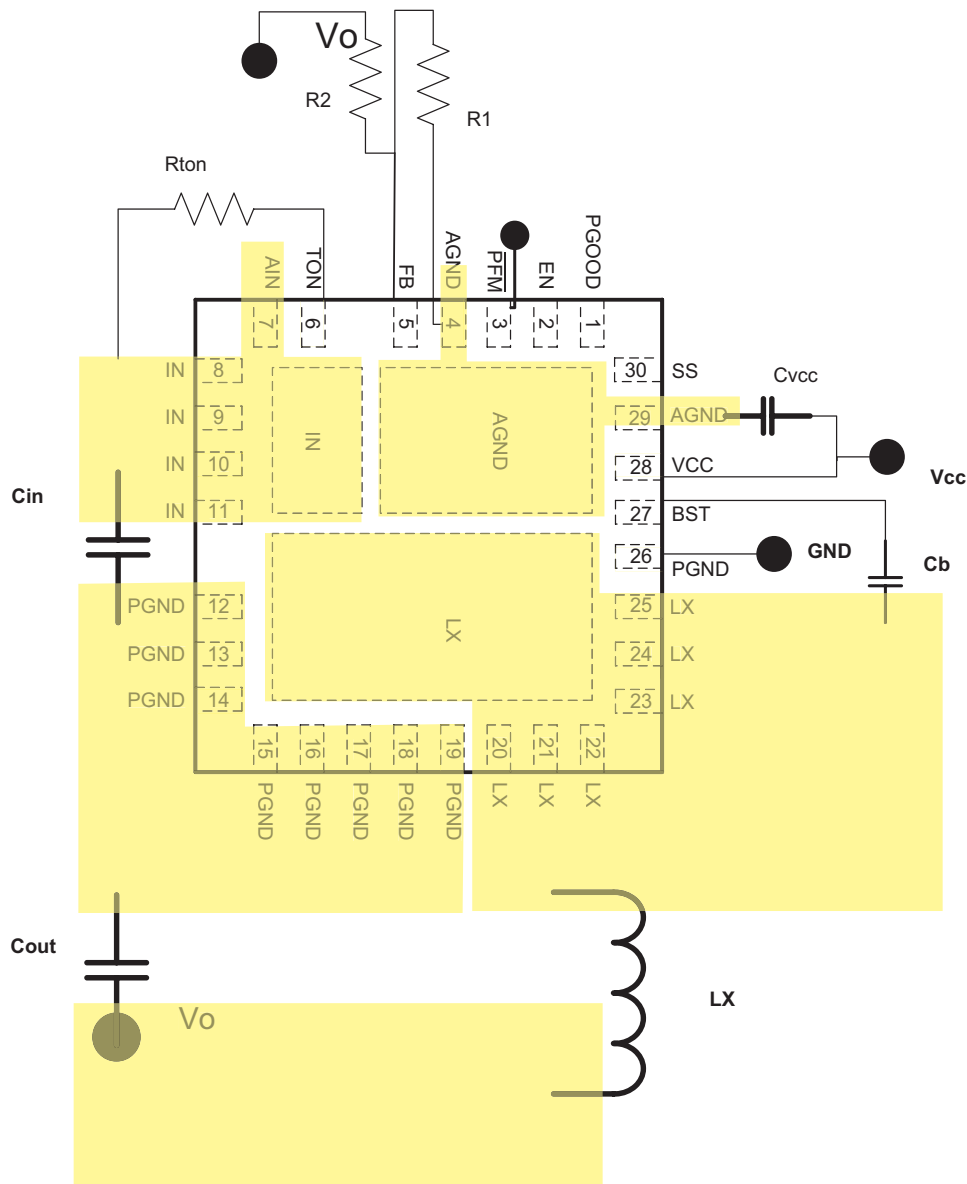 Vo
R2
R1
Rton
AIN
TON
FB
AGND
PFM
EN
PGOOD
7
6
5
4
3
2
1
IN 8
30 SS
Cvcc
IN 9
29 AGND
IN
AGND
IN 10
28 VCC
Vcc
Cin
IN 11
27 BST
26 PGND
GND
Cb
PGND 12
25 LX
LX
PGND 13
24 LX
PGND 14
23 LX
15
16
17
18
19
20
21
22
PGND
PGND
PGND
PGND
PGND
LX
LX
LX
Cout
LX
Vo